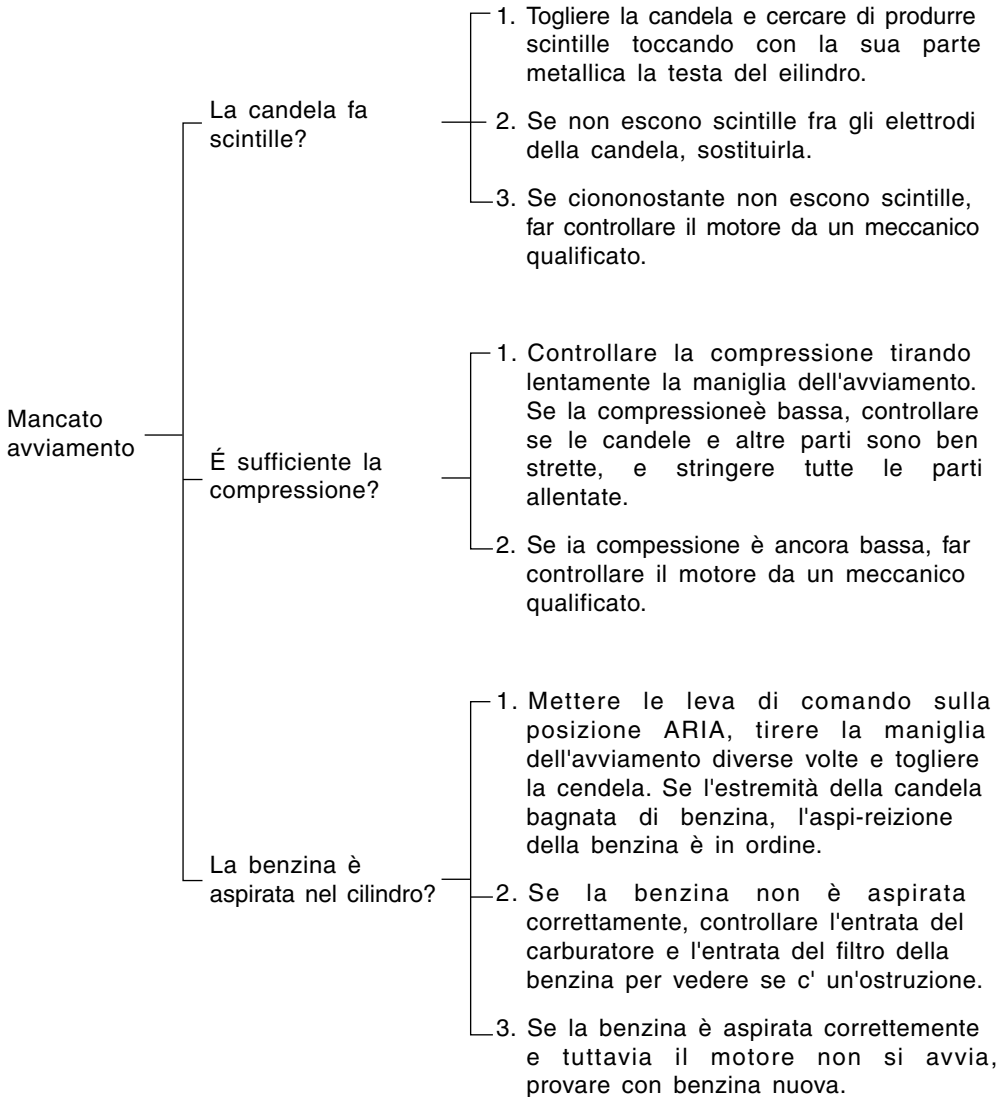 Mancato
avviamento
La candela fa
scintille?
1. Togliere la candela e cercare di produrre
scintille toccando con la sua parte
metallica la testa del eilindro.
2. Se non escono scintille fra gli elettrodi
della candela, sostituirla.
3. Se ciononostante non escono scintille,
far controllare il motore da un meccanico
qualificato.
É sufficiente la
compressione?
1. Controllare la compressione tirando
lentamente la maniglia dell'avviamento.
Se la compressioneè bassa, controllare
se le candele e altre parti sono ben
strette, e stringere tutte le parti
allentate.
2. Se ia compessione è ancora bassa, far
controllare il motore da un meccanico
qualificato.
La benzina è
aspirata nel cilindro?
1. Mettere le leva di comando sulla
posizione ARIA, tirere la maniglia
dell'avviamento diverse volte e togliere
la cendela. Se l'estremità della candela
bagnata di benzina, l'aspi-reizione
della benzina è in ordine.
2. Se la benzina non è aspirata
correttamente, controllare l'entrata del
carburatore e l'entrata del filtro della
benzina per vedere se c' un'ostruzione.
3. Se la benzina è aspirata correttemente
e tuttavia il motore non si avvia,
provare con benzina nuova.